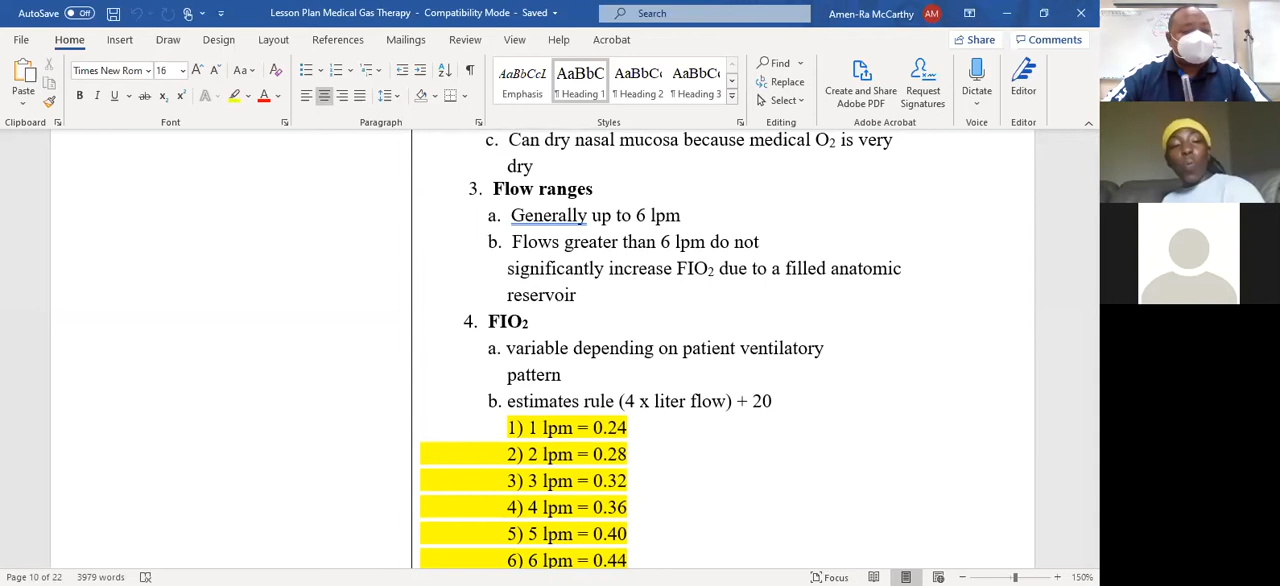 AutoSave Off Lesson Plan Medical Gas Therapy - Compatibility Mode - Saved Search Amen-Ra McCarthy AM
File Home Insert Draw Design Layout References Mailings Review View Help Acrobat Share Comments
Paste Times New Rom 16 A A Aa A AaBbCcL AaBbC AaBbC AaBbC Find Replace Select Create and Share Adobe PDF Request Signatures Dictate Editor
B I U ab x₂ x² A A Emphasis Heading 1 Heading 2 Heading 3
Clipboard Font Paragraph Styles Editing Adobe Acrobat Voice Editor
c. Can dry nasal mucosa because medical O₂ is very
dry
3. Flow ranges
a. Generally up to 6 lpm
b. Flows greater than 6 lpm do not
significantly increase FIO₂ due to a filled anatomic
reservoir
4. FIO₂
a. variable depending on patient ventilatory
pattern
b. estimates rule (4 x liter flow) + 20
1) 1 lpm = 0.24
2) 2 lpm = 0.28
3) 3 lpm = 0.32
4) 4 lpm = 0.36
5) 5 lpm = 0.40
6) 6 lpm = 0.44
Page 10 of 22 3979 words Focus 150%